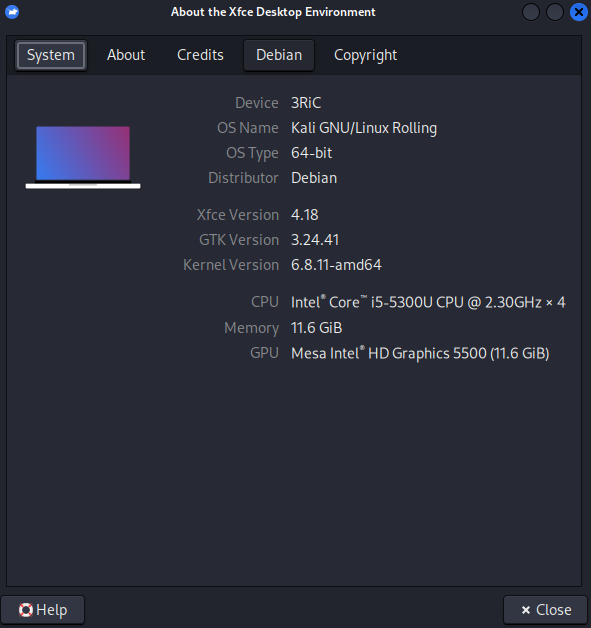 About the Xfce Desktop Environment
System About Credits Debian Copyright
Device 3RiC
OS Name Kali GNU/Linux Rolling
OS Type 64-bit
Distributor Debian
Xfce Version 4.18
GTK Version 3.24.41
Kernel Version 6.8.11-amd64
CPU Intel® Core™ i5-5300U CPU @ 2.30GHz × 4
Memory 11.6 GiB
GPU Mesa Intel® HD Graphics 5500 (11.6 GiB)
Help Close